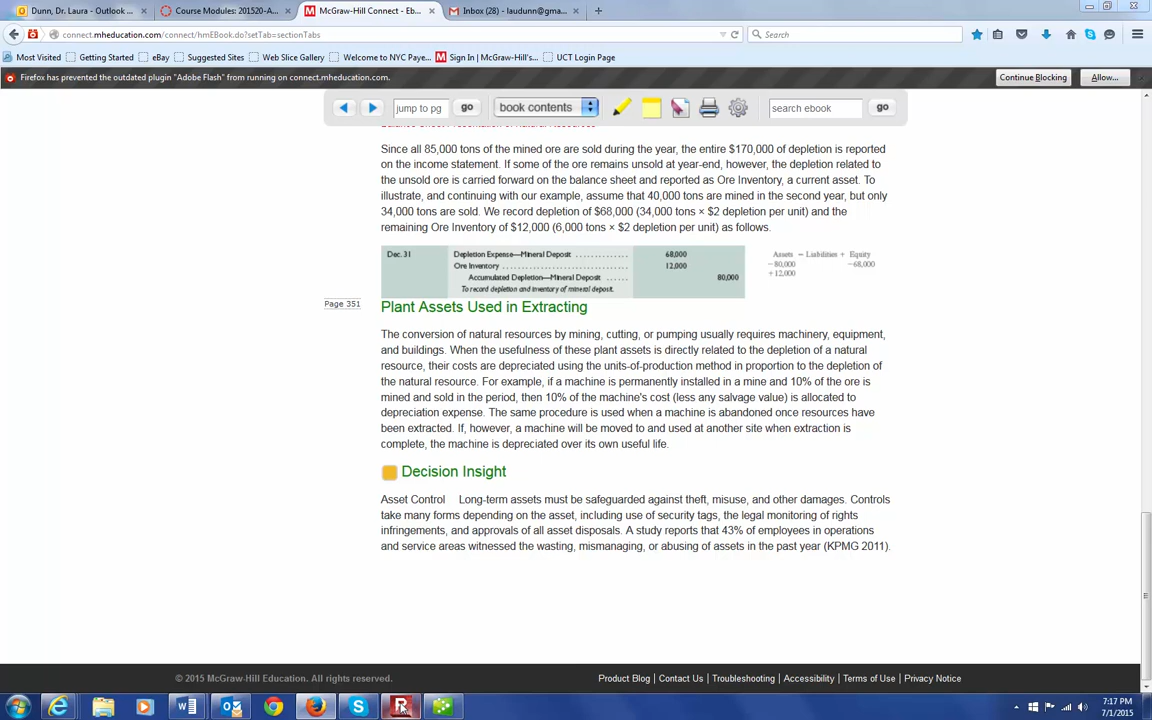 Dunn, Dr. Laura - Outlook ... × Course Modules: 201520-A... × McGraw-Hill Connect - Eb... × Inbox (28) - laudunn@gma... × +
connect.mheducation.com/connect/hmEBook.do?setTab=sectionTabs
Search
Most Visited Getting Started eBay Suggested Sites Web Slice Gallery Welcome to NYC Paye... Sign In | McGraw-Hill's... UCT Login Page
Firefox has prevented the outdated plugin "Adobe Flash" from running on connect.mheducation.com. Continue Blocking Allow...
jump to pg go book contents search ebook go
Balance Sheet Presentation of Natural Resources
Since all 85,000 tons of the mined ore are sold during the year, the entire $170,000 of depletion is reported
on the income statement. If some of the ore remains unsold at year-end, however, the depletion related to
the unsold ore is carried forward on the balance sheet and reported as Ore Inventory, a current asset. To
illustrate, and continuing with our example, assume that 40,000 tons are mined in the second year, but only
34,000 tons are sold. We record depletion of $68,000 (34,000 tons × $2 depletion per unit) and the
remaining Ore Inventory of $12,000 (6,000 tons × $2 depletion per unit) as follows.
Dec. 31 Depletion Expense—Mineral Deposit .............. 68,000
Ore Inventory ................................. 12,000
Accumulated Depletion—Mineral Deposit ...... 80,000
To record depletion and inventory of mineral deposit.
Assets = Liabilities + Equity
−80,000 −68,000
+12,000
Page 351
Plant Assets Used in Extracting
The conversion of natural resources by mining, cutting, or pumping usually requires machinery, equipment,
and buildings. When the usefulness of these plant assets is directly related to the depletion of a natural
resource, their costs are depreciated using the units-of-production method in proportion to the depletion of
the natural resource. For example, if a machine is permanently installed in a mine and 10% of the ore is
mined and sold in the period, then 10% of the machine's cost (less any salvage value) is allocated to
depreciation expense. The same procedure is used when a machine is abandoned once resources have
been extracted. If, however, a machine will be moved to and used at another site when extraction is
complete, the machine is depreciated over its own useful life.
Decision Insight
Asset Control Long-term assets must be safeguarded against theft, misuse, and other damages. Controls
take many forms depending on the asset, including use of security tags, the legal monitoring of rights
infringements, and approvals of all asset disposals. A study reports that 43% of employees in operations
and service areas witnessed the wasting, mismanaging, or abusing of assets in the past year (KPMG 2011).
© 2015 McGraw-Hill Education. All rights reserved.
Product Blog | Contact Us | Troubleshooting | Accessibility | Terms of Use | Privacy Notice
7:17 PM
7/1/2015